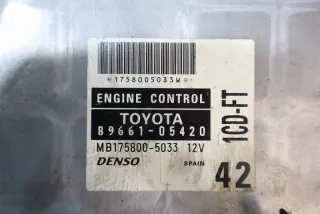 *1758005033W*
ENGINE CONTROL
TOYOTA
89661-05420
MB175800-5033 12V
DENSO SPAIN
1CD-FT
42